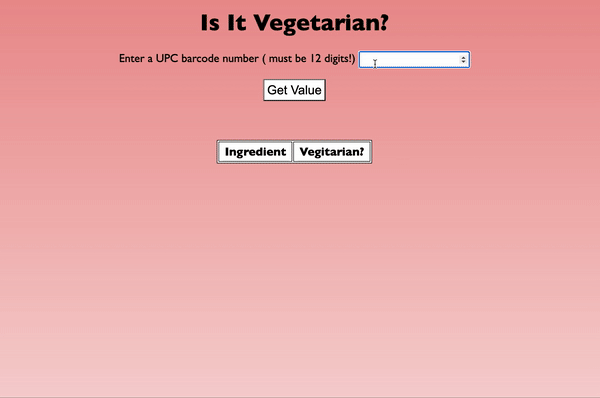 Is It Vegetarian?
Enter a UPC barcode number ( must be 12 digits!)
Get Value
Ingredient Vegitarian?